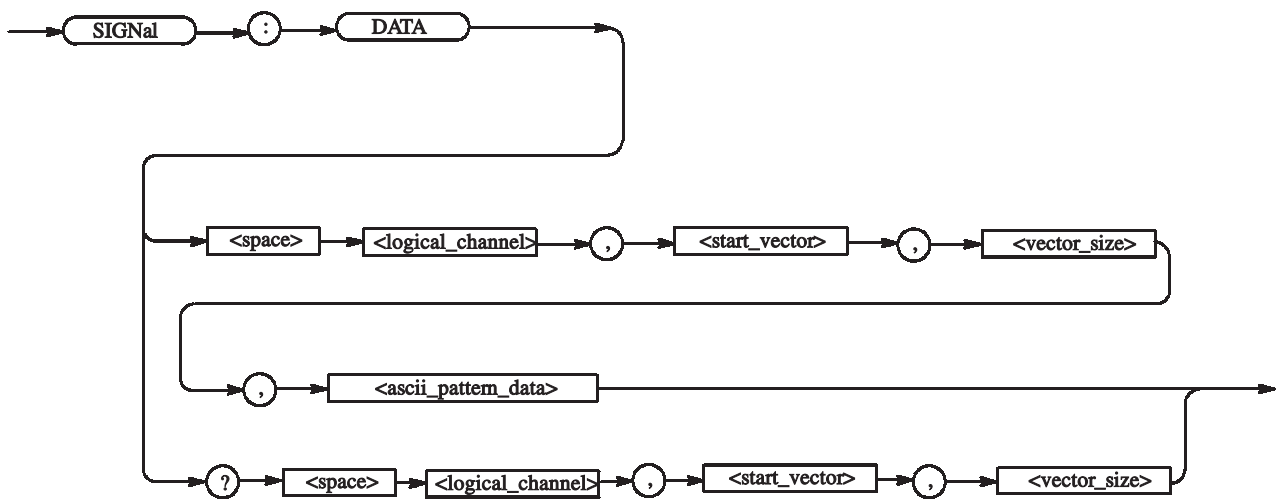 SIGNal : DATA
<space> <logical_channel> , <start_vector> , <vector_size>
, <ascii_pattern_data>
? <space> <logical_channel> , <start_vector> , <vector_size>